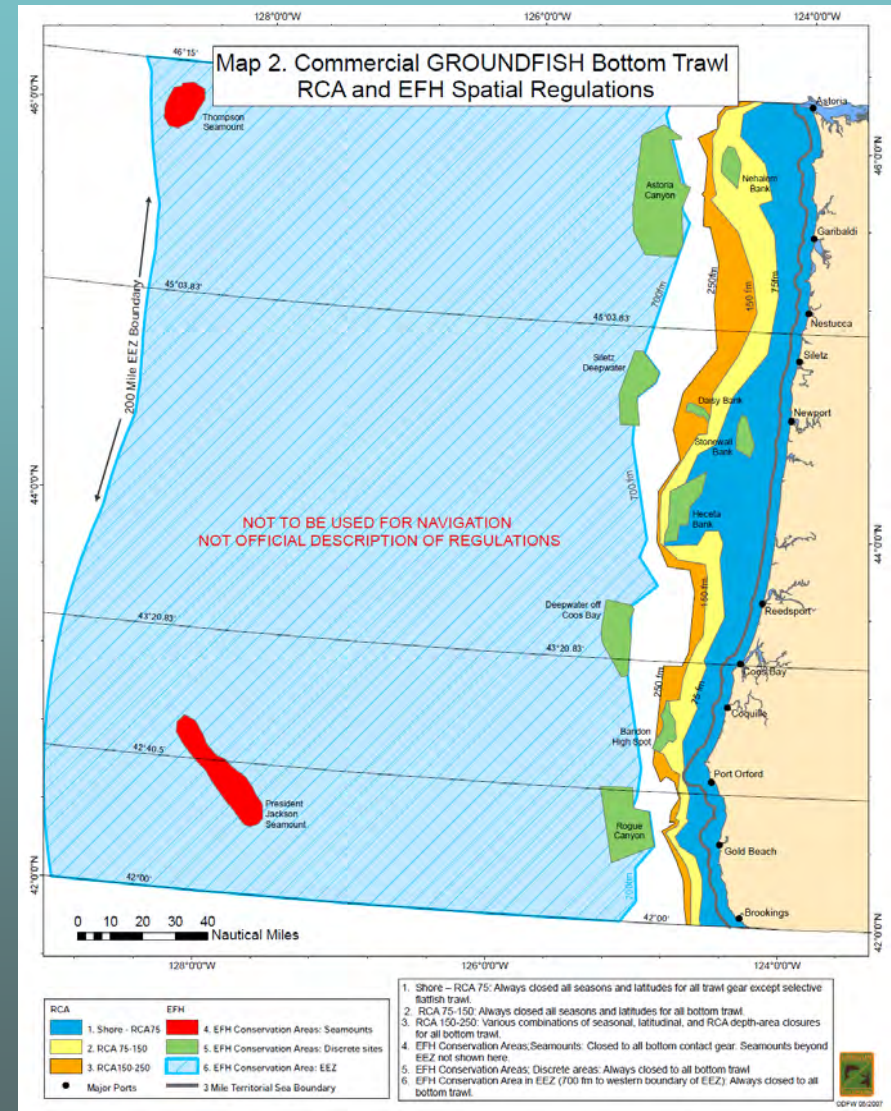 128°0'0"W
126°0'0"W
124°0'0"W
Map 2. Commercial GROUNDFISH Bottom Trawl
RCA and EFH Spatial Regulations
46°15'
46°0'0"N
Thompson
Seamount
Astoria
46°0'0"N
Astoria
Canyon
Nehalem
Bank
Garibaldi
200 Mile EEZ Boundary
45°03.83'
700fm
250fm
150 fm
75fm
45°03.83'
Nestucca
Siletz
Deepwater
Siletz
Daisy Bank
Newport
Stonewall
Bank
44°0'0"N
700 fm
Heceta
Bank
NOT TO BE USED FOR NAVIGATION
NOT OFFICIAL DESCRIPTION OF REGULATIONS
44°0'0"N
150 fm
Deepwater off
Coos Bay
Reedsport
43°20.83'
43°20.83'
Coos Bay
250 fm
75 fm
Coquille
Bandon
High Spot
42°40.5'
Port Orford
President
Jackson
Seamount
Rogue
Canyon
Gold Beach
42°0'0"N
42°00'
42°00'
Brookings
42°0'0"N
0 10 20 30 40
Nautical Miles
128°0'0"W
126°0'0"W
124°0'0"W
RCA
EFH
1. Shore - RCA75
2. RCA 75-150
3. RCA150-250
Major Ports
4. EFH Conservation Areas: Seamounts
5. EFH Conservation Areas: Discrete sites
6. EFH Conservation Area: EEZ
3 Mile Territorial Sea Boundary
1. Shore – RCA 75: Always closed all seasons and latitudes for all trawl gear except selective
flatfish trawl.
2. RCA 75-150: Always closed all seasons and latitudes for all bottom trawl.
3. RCA 150-250: Various combinations of seasonal, latitudinal, and RCA depth-area closures
for all bottom trawl.
4. EFH Conservation Areas;Seamounts: Closed to all bottom contact gear. Seamounts beyond
EEZ not shown here.
5. EFH Conservation Areas; Discrete areas: Always closed to all bottom trawl
6. EFH Conservation Area in EEZ (700 fm to western boundary of EEZ): Always closed to all
bottom trawl.
ODFW 05/2007